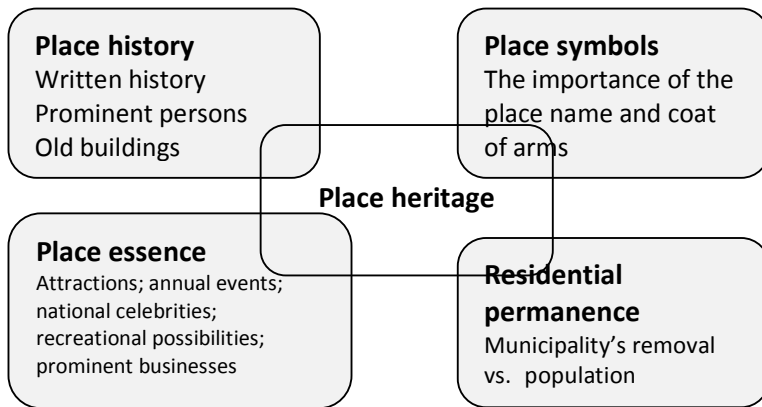 Place history
Written history
Prominent persons
Old buildings
Place symbols
The importance of the
place name and coat
of arms
Place heritage
Place essence
Attractions; annual events;
national celebrities;
recreational possibilities;
prominent businesses
Residential
permanence
Municipality's removal
vs. population